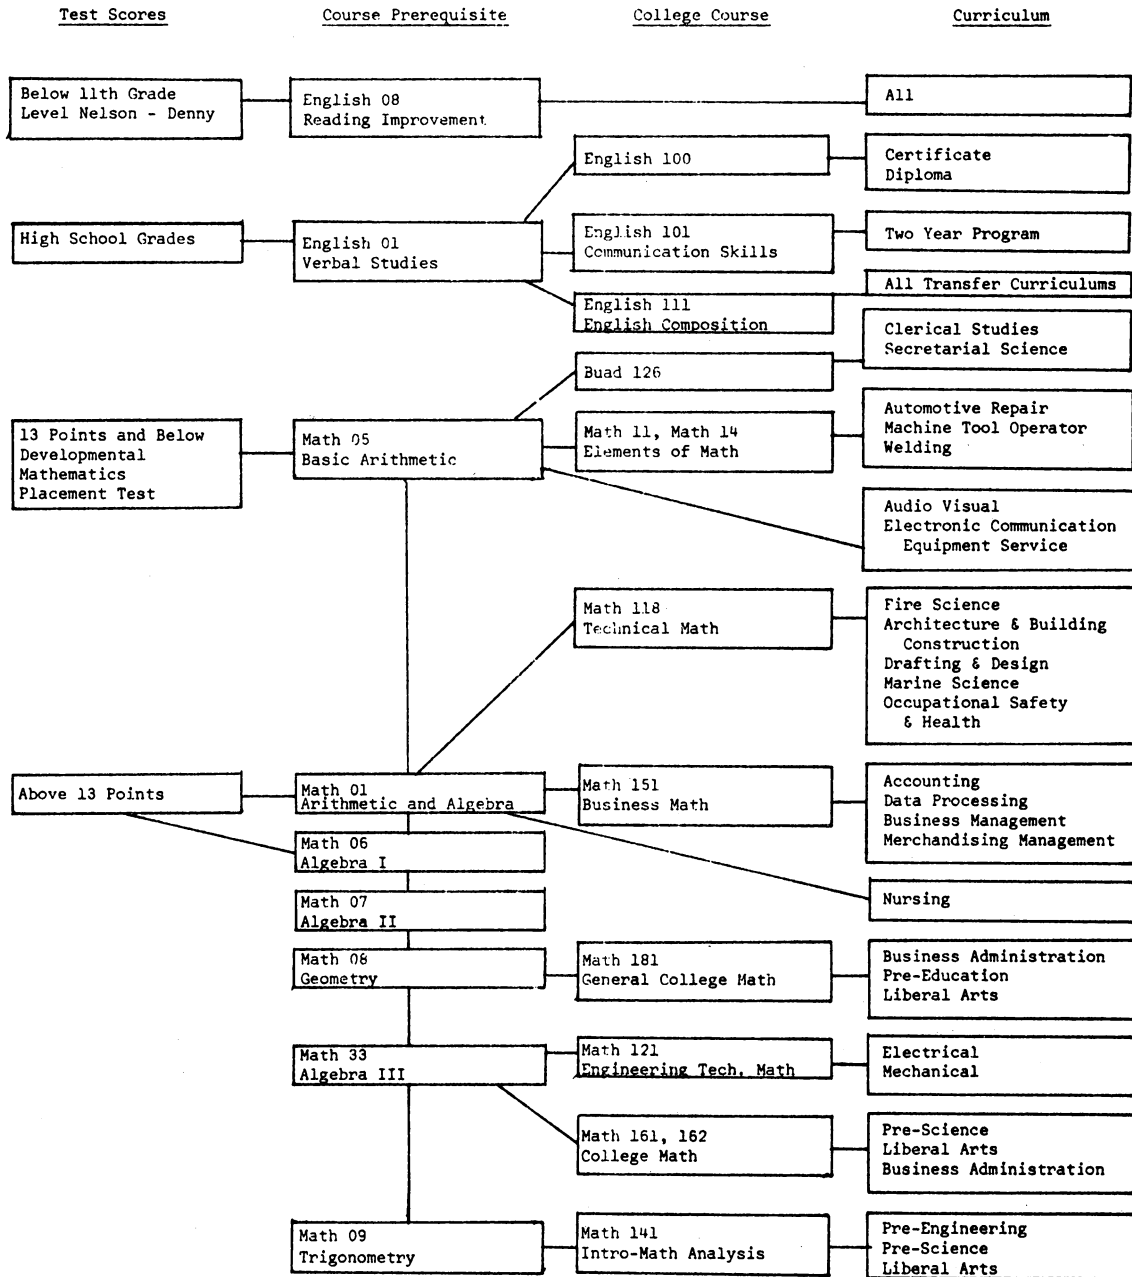 Test Scores Course Prerequisite College Course Curriculum
Below 11th Grade
Level Nelson - Denny
English 08
Reading Improvement
All
English 100
Certificate
Diploma
High School Grades
English 01
Verbal Studies
English 101
Communication Skills
Two Year Program
English 111
English Composition
All Transfer Curriculums
Buad 126
Clerical Studies
Secretarial Science
13 Points and Below
Developmental
Mathematics
Placement Test
Math 05
Basic Arithmetic
Math 11, Math 14
Elements of Math
Automotive Repair
Machine Tool Operator
Welding
Audio Visual
Electronic Communication
Equipment Service
Math 118
Technical Math
Fire Science
Architecture & Building
Construction
Drafting & Design
Marine Science
Occupational Safety
& Health
Above 13 Points
Math 01
Arithmetic and Algebra
Math 151
Business Math
Accounting
Data Processing
Business Management
Merchandising Management
Math 06
Algebra I
Math 07
Algebra II
Nursing
Math 08
Geometry
Math 181
General College Math
Business Administration
Pre-Education
Liberal Arts
Math 33
Algebra III
Math 121
Engineering Tech. Math
Electrical
Mechanical
Math 161, 162
College Math
Pre-Science
Liberal Arts
Business Administration
Math 09
Trigonometry
Math 141
Intro-Math Analysis
Pre-Engineering
Pre-Science
Liberal Arts